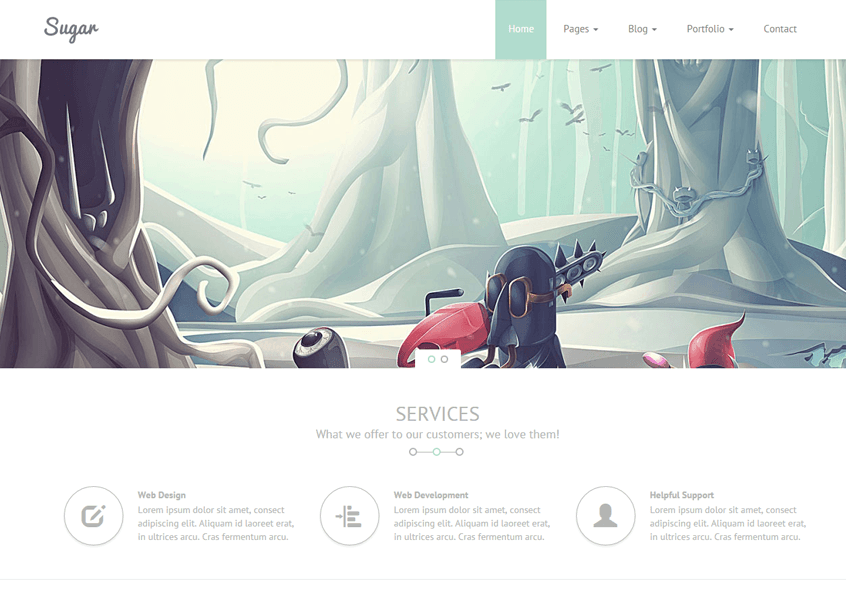 Sugar
Home Pages Blog Portfolio Contact
SERVICES
What we offer to our customers; we love them!
Web Design
Lorem ipsum dolor sit amet, consect
adipiscing elit. Aliquam id laoreet erat,
in ultrices arcu. Cras fermentum arcu.
Web Development
Lorem ipsum dolor sit amet, consect
adipiscing elit. Aliquam id laoreet erat,
in ultrices arcu. Cras fermentum arcu.
Helpful Support
Lorem ipsum dolor sit amet, consect
adipiscing elit. Aliquam id laoreet erat,
in ultrices arcu. Cras fermentum arcu.